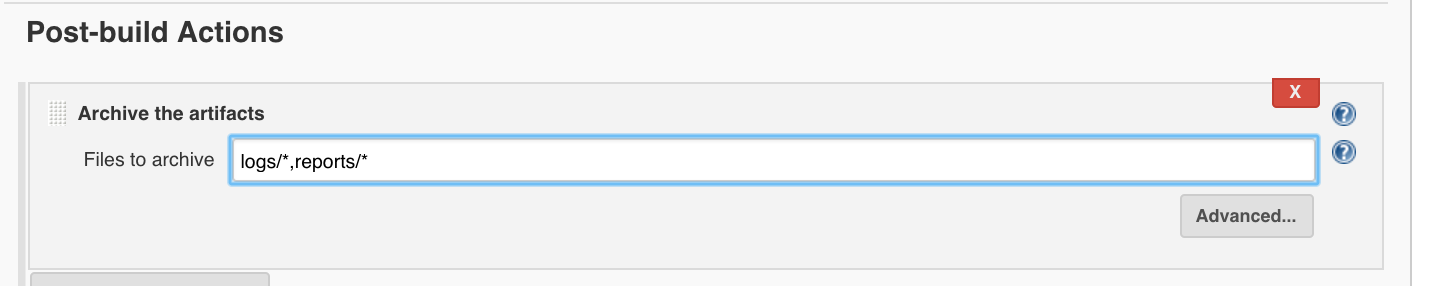 Post-build Actions
X
Archive the artifacts
?
Files to archive logs/*,reports/*
?
Advanced...